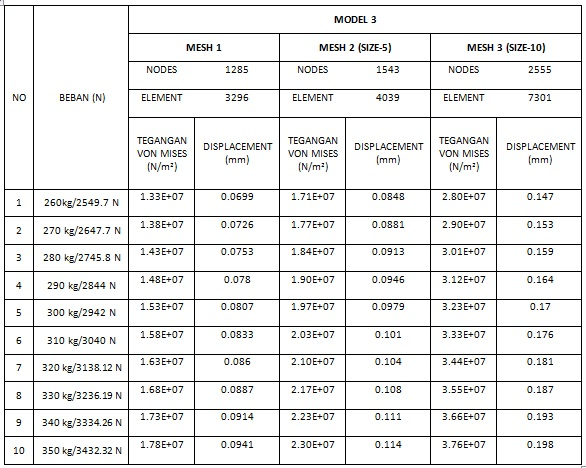 MODEL 3
MESH 1 MESH 2 (SIZE-5) MESH 3 (SIZE-10)
NODES 1285 NODES 1543 NODES 2555
NO BEBAN (N) ELEMENT 3296 ELEMENT 4039 ELEMENT 7301
TEGANGAN TEGANGAN TEGANGAN
VON MISES DISPLACEMENT VON MISES DISPLACEMENT VON MISES DISPLACEMENT
(N/m²) (mm) (N/m²) (mm) (N/m²) (mm)
1 260kg/2549.7 N 1.33E+07 0.0699 1.71E+07 0.0848 2.80E+07 0.147
2 270 kg/2647.7 N 1.38E+07 0.0726 1.77E+07 0.0881 2.90E+07 0.153
3 280 kg/2745.8 N 1.43E+07 0.0753 1.84E+07 0.0913 3.01E+07 0.159
4 290 kg/2844 N 1.48E+07 0.078 1.90E+07 0.0946 3.12E+07 0.164
5 300 kg/2942 N 1.53E+07 0.0807 1.97E+07 0.0979 3.23E+07 0.17
6 310 kg/3040 N 1.58E+07 0.0833 2.03E+07 0.101 3.33E+07 0.176
7 320 kg/3138.12 N 1.63E+07 0.086 2.10E+07 0.104 3.44E+07 0.181
8 330 kg/3236.19 N 1.68E+07 0.0887 2.17E+07 0.108 3.55E+07 0.187
9 340 kg/3334.26 N 1.73E+07 0.0914 2.23E+07 0.111 3.66E+07 0.193
10 350 kg/3432.32 N 1.78E+07 0.0941 2.30E+07 0.114 3.76E+07 0.198